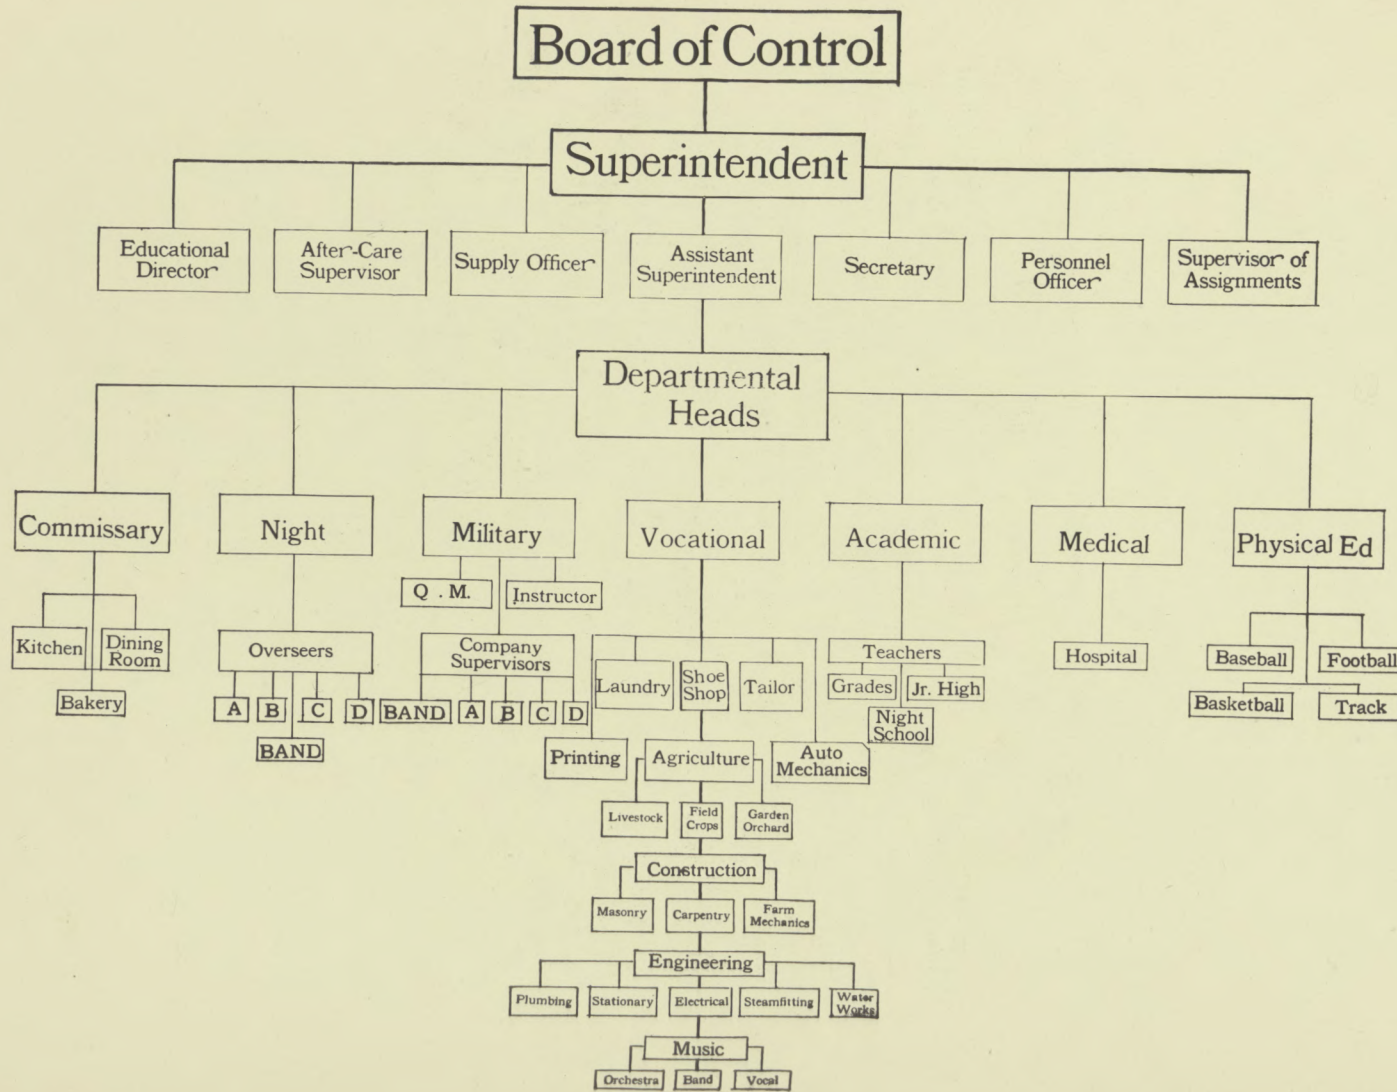 Board of Control
Superintendent
Educational
Director
After-Care
Supervisor
Supply Officer
Assistant
Superintendent
Secretary
Personnel
Officer
Supervisor of
Assignments
Departmental
Heads
Commissary
Night
Military
Vocational
Academic
Medical
Physical Ed
Q . M.
Instructor
Kitchen
Dining
Room
Bakery
Overseers
A
B
C
D
BAND
Company
Supervisors
BAND
A
B
C
D
Laundry
Shoe
Shop
Tailor
Printing
Agriculture
Auto
Mechanics
Teachers
Grades
Jr. High
Night
School
Hospital
Baseball
Football
Basketball
Track
Livestock
Field
Crops
Garden
Orchard
Construction
Masonry
Carpentry
Farm
Mechanics
Engineering
Plumbing
Stationary
Electrical
Steamfitting
Water
Works
Music
Orchestra
Band
Vocal